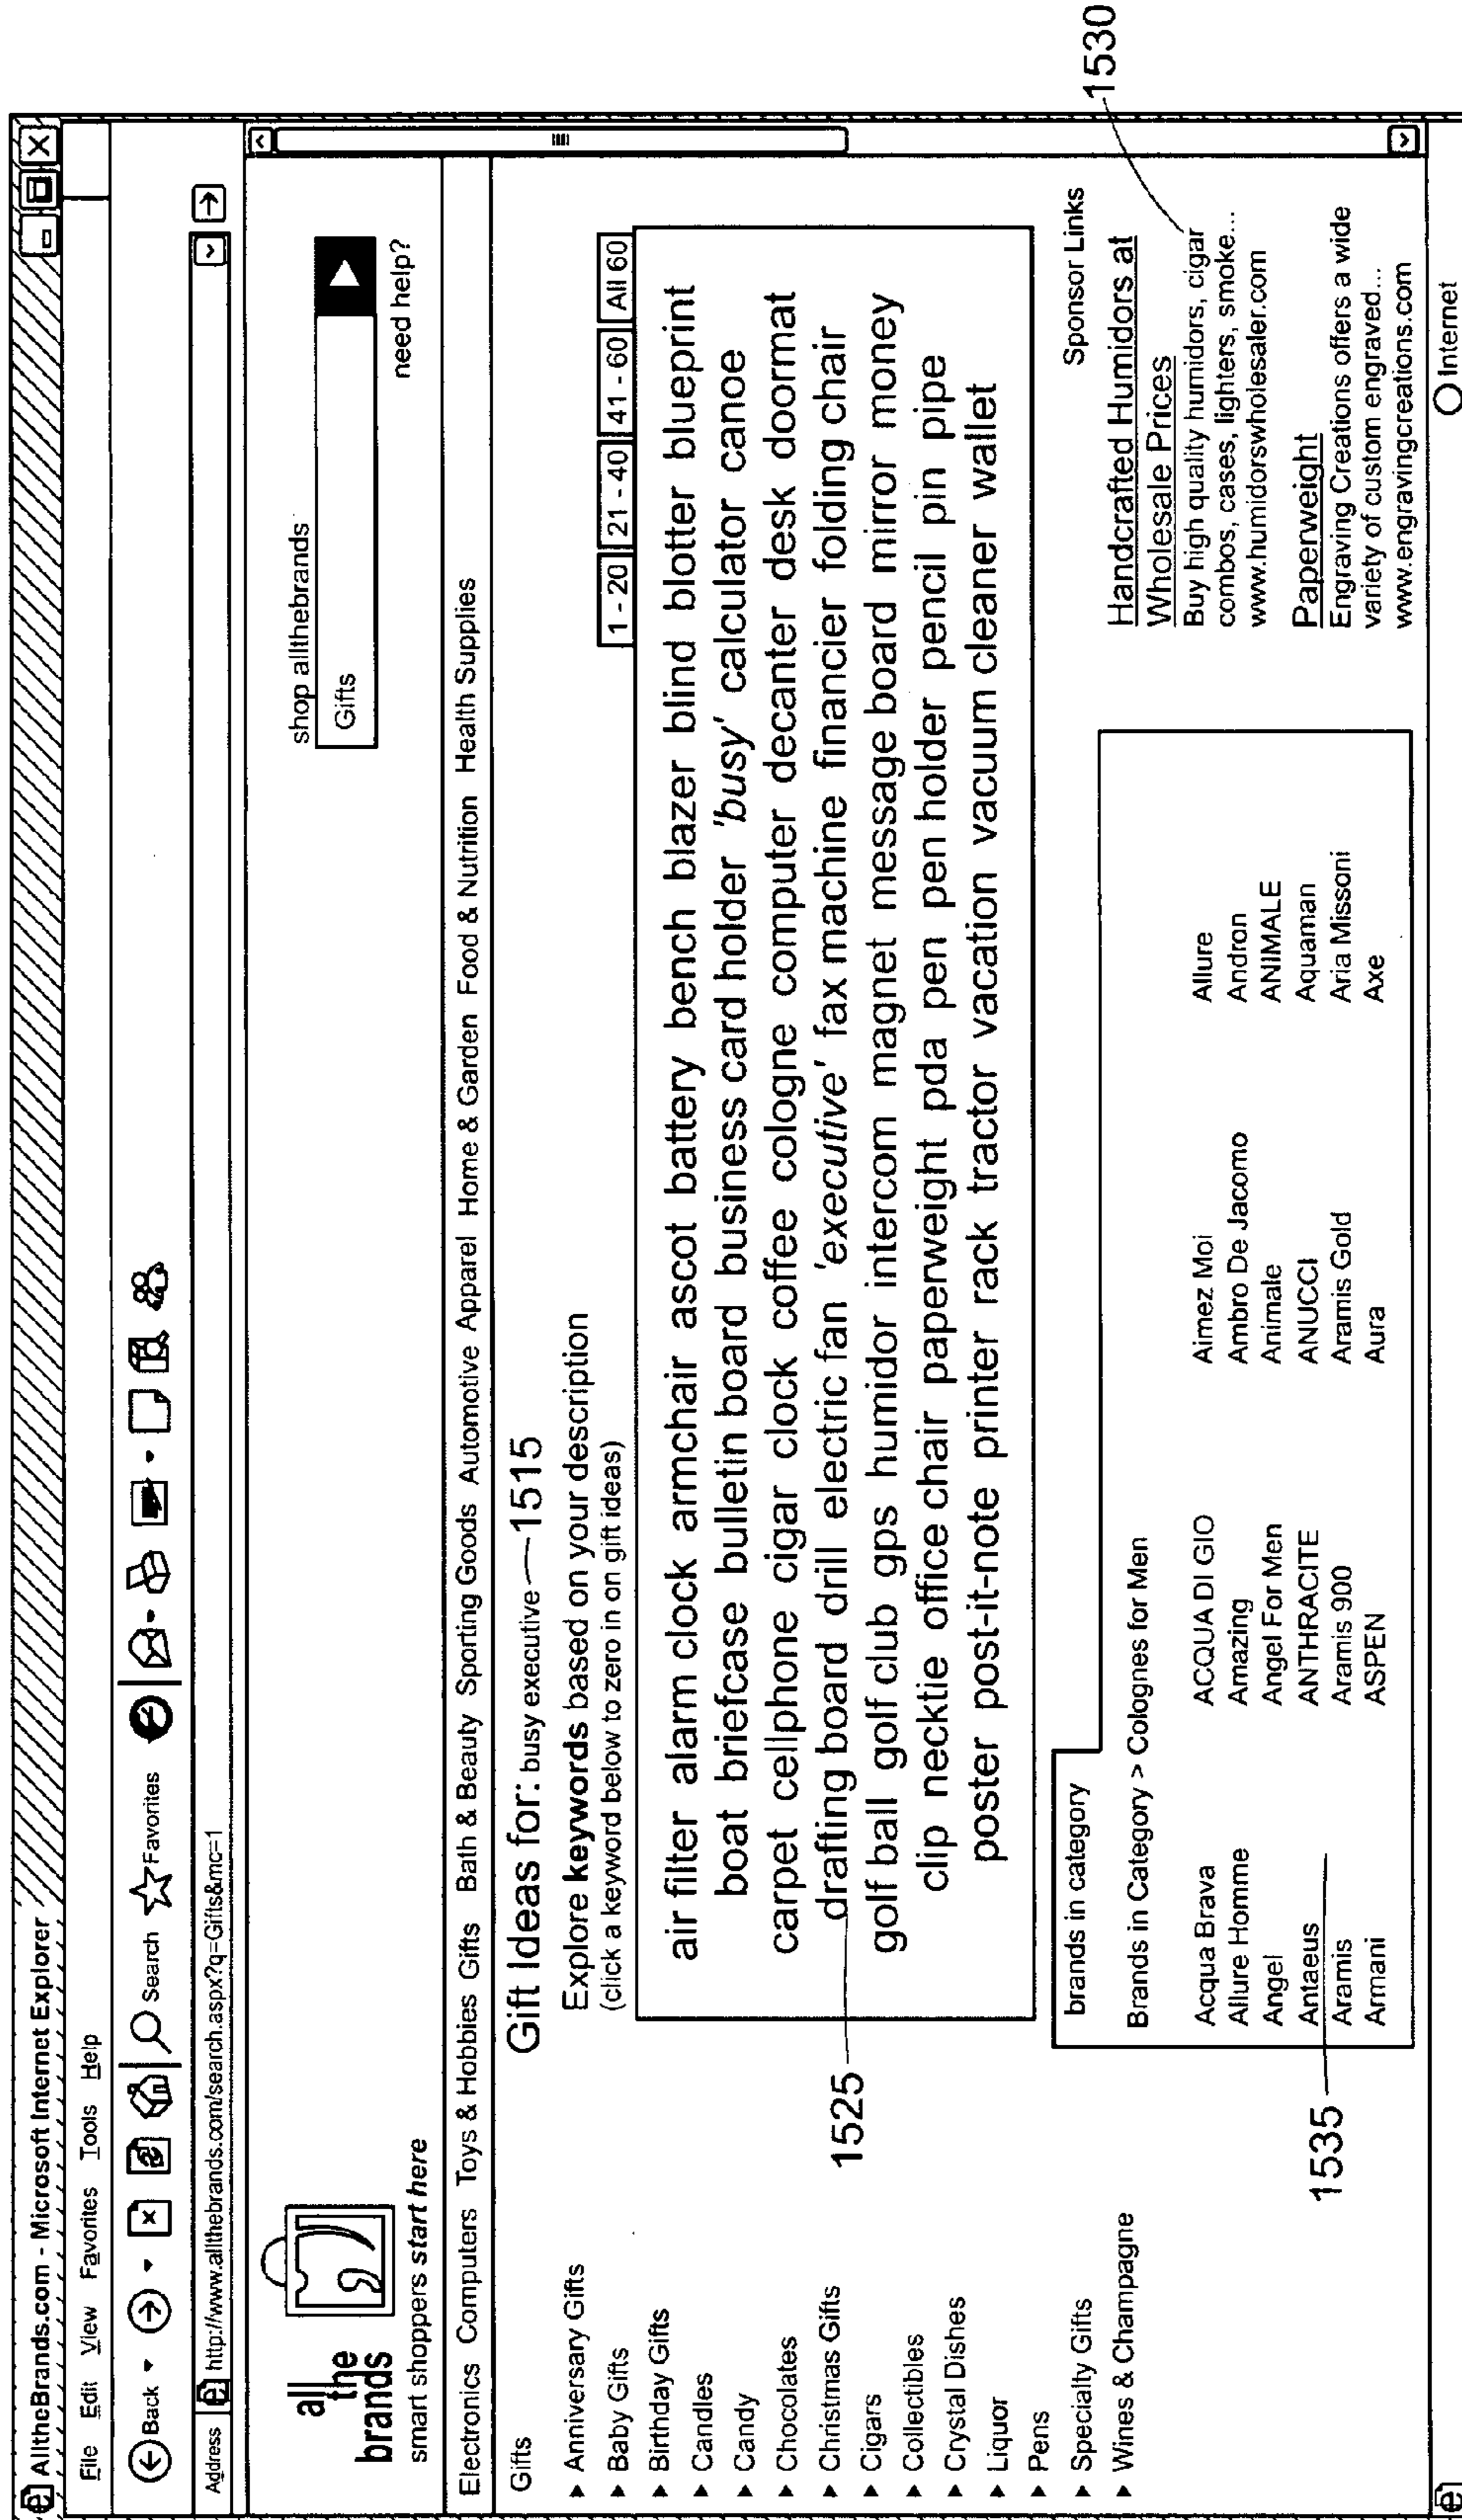 AlltheBrands.com - Microsoft Internet Explorer
File Edit View Favorites Tools Help
Back Search Favorites
Address http://www.allthebrands.com/search.aspx?q=Gifts&mc=1
all
the
brands
smart shoppers start here
shop allthebrands
Gifts
need help?
Electronics Computers Toys & Hobbies Gifts Bath & Beauty Sporting Goods Automotive Apparel Home & Garden Food & Nutrition Health Supplies
Gifts
Anniversary Gifts
Baby Gifts
Birthday Gifts
Candles
Candy
Chocolates
Christmas Gifts
Cigars
Collectibles
Crystal Dishes
Liquor
Pens
Specialty Gifts
Wines & Champagne
Gift Ideas for: busy executive 1515
Explore keywords based on your description
(click a keyword below to zero in on gift ideas)
1 - 20 21 - 40 41 - 60 All 60
air filter alarm clock armchair ascot battery bench blazer blind blotter blueprint
boat briefcase bulletin board business card holder 'busy' calculator canoe
carpet cellphone cigar clock coffee cologne computer decanter desk doormat
drafting board drill electric fan 'executive' fax machine financier folding chair
golf ball golf club gps humidor intercom magnet message board mirror money
clip necktie office chair paperweight pda pen pen holder pencil pin pipe
poster post-it-note printer rack tractor vacation vacuum cleaner wallet
1525
brands in category
Brands in Category > Colognes for Men
Acqua Brava ACQUA DI GIO Aimez Moi Allure
Allure Homme Amazing Ambro De Jacomo Andron
Angel Angel For Men Animale ANIMALE
Antaeus ANTHRACITE ANUCCI Aquaman
Aramis Aramis 900 Aramis Gold Aria Missoni
Armani ASPEN Aura Axe
1535
Sponsor Links
Handcrafted Humidors at
Wholesale Prices
Buy high quality humidors, cigar
combos, cases, lighters, smoke...
www.humidorswholesaler.com
Paperweight
Engraving Creations offers a wide
variety of custom engraved...
www.engravingcreations.com
1530
Internet